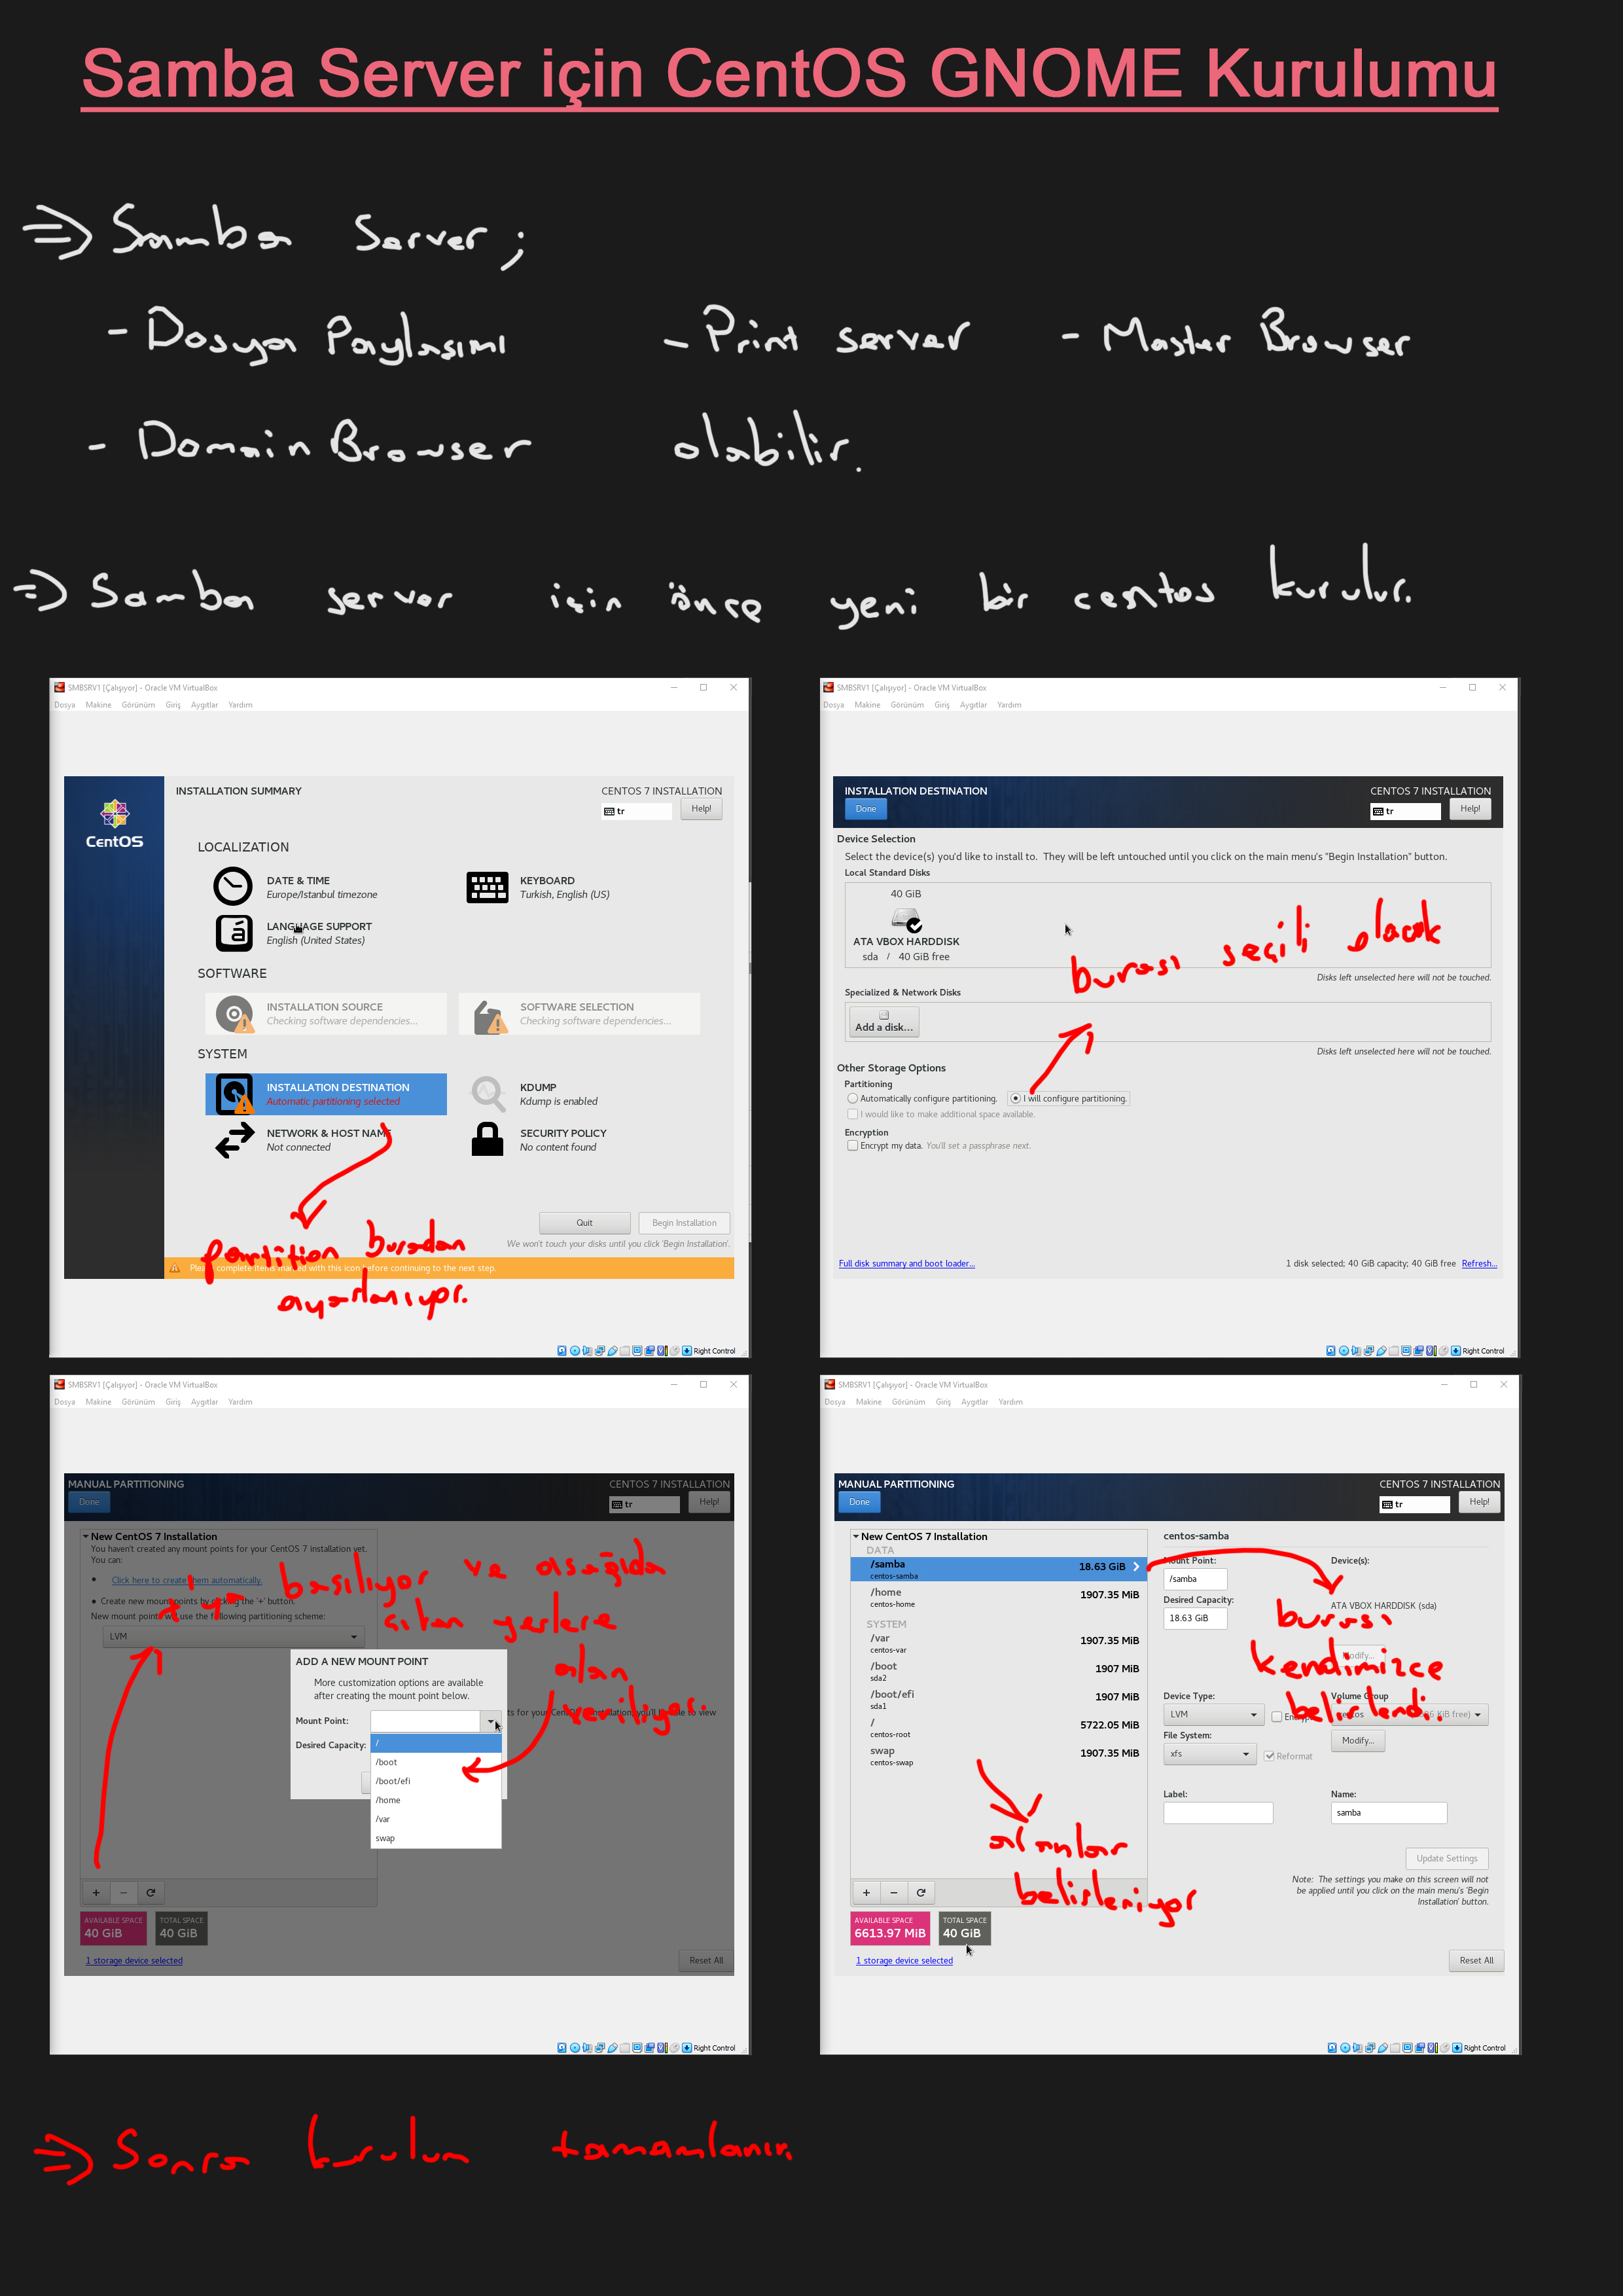 Samba Server için CentOS GNOME Kurulumu
=> Samba Server;
- Dosya Paylasımı - Print server - Master Browser
- Domain Browser olabilir.
=> Samba server için önce yeni bir centos kurulur.
SMBSRV1 [Çalışıyor] - Oracle VM VirtualBox
Dosya Makine Görünüm Giriş Aygıtlar Yardım
INSTALLATION SUMMARY
CENTOS 7 INSTALLATION
tr
Help!
CentOS
LOCALIZATION
DATE & TIME
Europe/Istanbul timezone
KEYBOARD
Turkish, English (US)
LANGUAGE SUPPORT
English (United States)
SOFTWARE
INSTALLATION SOURCE
Checking software dependencies...
SOFTWARE SELECTION
Checking software dependencies...
SYSTEM
INSTALLATION DESTINATION
Automatic partitioning selected
KDUMP
Kdump is enabled
NETWORK & HOST NAME
Not connected
SECURITY POLICY
No content found
Quit
Begin Installation
We won't touch your disks until you click 'Begin Installation'.
Please complete items marked with this icon before continuing to the next step.
partition buradan
ayarlanıyor.
Right Control
SMBSRV1 [Çalışıyor] - Oracle VM VirtualBox
Dosya Makine Görünüm Giriş Aygıtlar Yardım
INSTALLATION DESTINATION
CENTOS 7 INSTALLATION
Done
tr
Help!
Device Selection
Select the device(s) you'd like to install to. They will be left untouched until you click on the main menu's "Begin Installation" button.
Local Standard Disks
40 GiB
ATA VBOX HARDDISK
sda / 40 GiB free
burası seçili olacak
Disks left unselected here will not be touched.
Specialized & Network Disks
Add a disk...
Disks left unselected here will not be touched.
Other Storage Options
Partitioning
Automatically configure partitioning. I will configure partitioning.
I would like to make additional space available.
Encryption
Encrypt my data. You'll set a passphrase next.
Full disk summary and boot loader...
1 disk selected; 40 GiB capacity; 40 GiB free Refresh...
Right Control
SMBSRV1 [Çalışıyor] - Oracle VM VirtualBox
Dosya Makine Görünüm Giriş Aygıtlar Yardım
MANUAL PARTITIONING
CENTOS 7 INSTALLATION
Done
tr
Help!
New CentOS 7 Installation
You haven't created any mount points for your CentOS 7 installation yet.
You can:
Click here to create them automatically.
Create new mount points by clicking the '+' button.
New mount points will use the following partitioning scheme:
LVM
basılıyor ve asağıda
çıkan yerlere
alan
veriliyor.
ADD A NEW MOUNT POINT
More customization options are available
after creating the mount point below.
Mount Point:
Desired Capacity:
/
/boot
/boot/efi
/home
/var
swap
+ -
AVAILABLE SPACE
40 GiB
TOTAL SPACE
40 GiB
1 storage device selected
Reset All
Right Control
SMBSRV1 [Çalışıyor] - Oracle VM VirtualBox
Dosya Makine Görünüm Giriş Aygıtlar Yardım
MANUAL PARTITIONING
CENTOS 7 INSTALLATION
Done
tr
Help!
New CentOS 7 Installation
DATA
/samba 18.63 GiB
centos-samba
/home 1907.35 MiB
centos-home
SYSTEM
/var 1907.35 MiB
centos-var
/boot 1907 MiB
sda2
/boot/efi 1907 MiB
sda1
/ 5722.05 MiB
centos-root
swap 1907.35 MiB
centos-swap
alanlar
belirleniyor
+ -
AVAILABLE SPACE
6613.97 MiB
TOTAL SPACE
40 GiB
1 storage device selected
centos-samba
Mount Point:
/samba
Device(s):
ATA VBOX HARDDISK (sda)
Desired Capacity:
18.63 GiB
burası
kendimizce
belirlendi.
Modify...
Device Type:
LVM
Volume Group
centos
File System:
xfs
Reformat
Modify...
Label:
Name:
samba
Update Settings
Note: The settings you make on this screen will not
be applied until you click on the main menu's 'Begin
Installation' button.
Reset All
Right Control
=> Sonra kurulum tamamlanır.